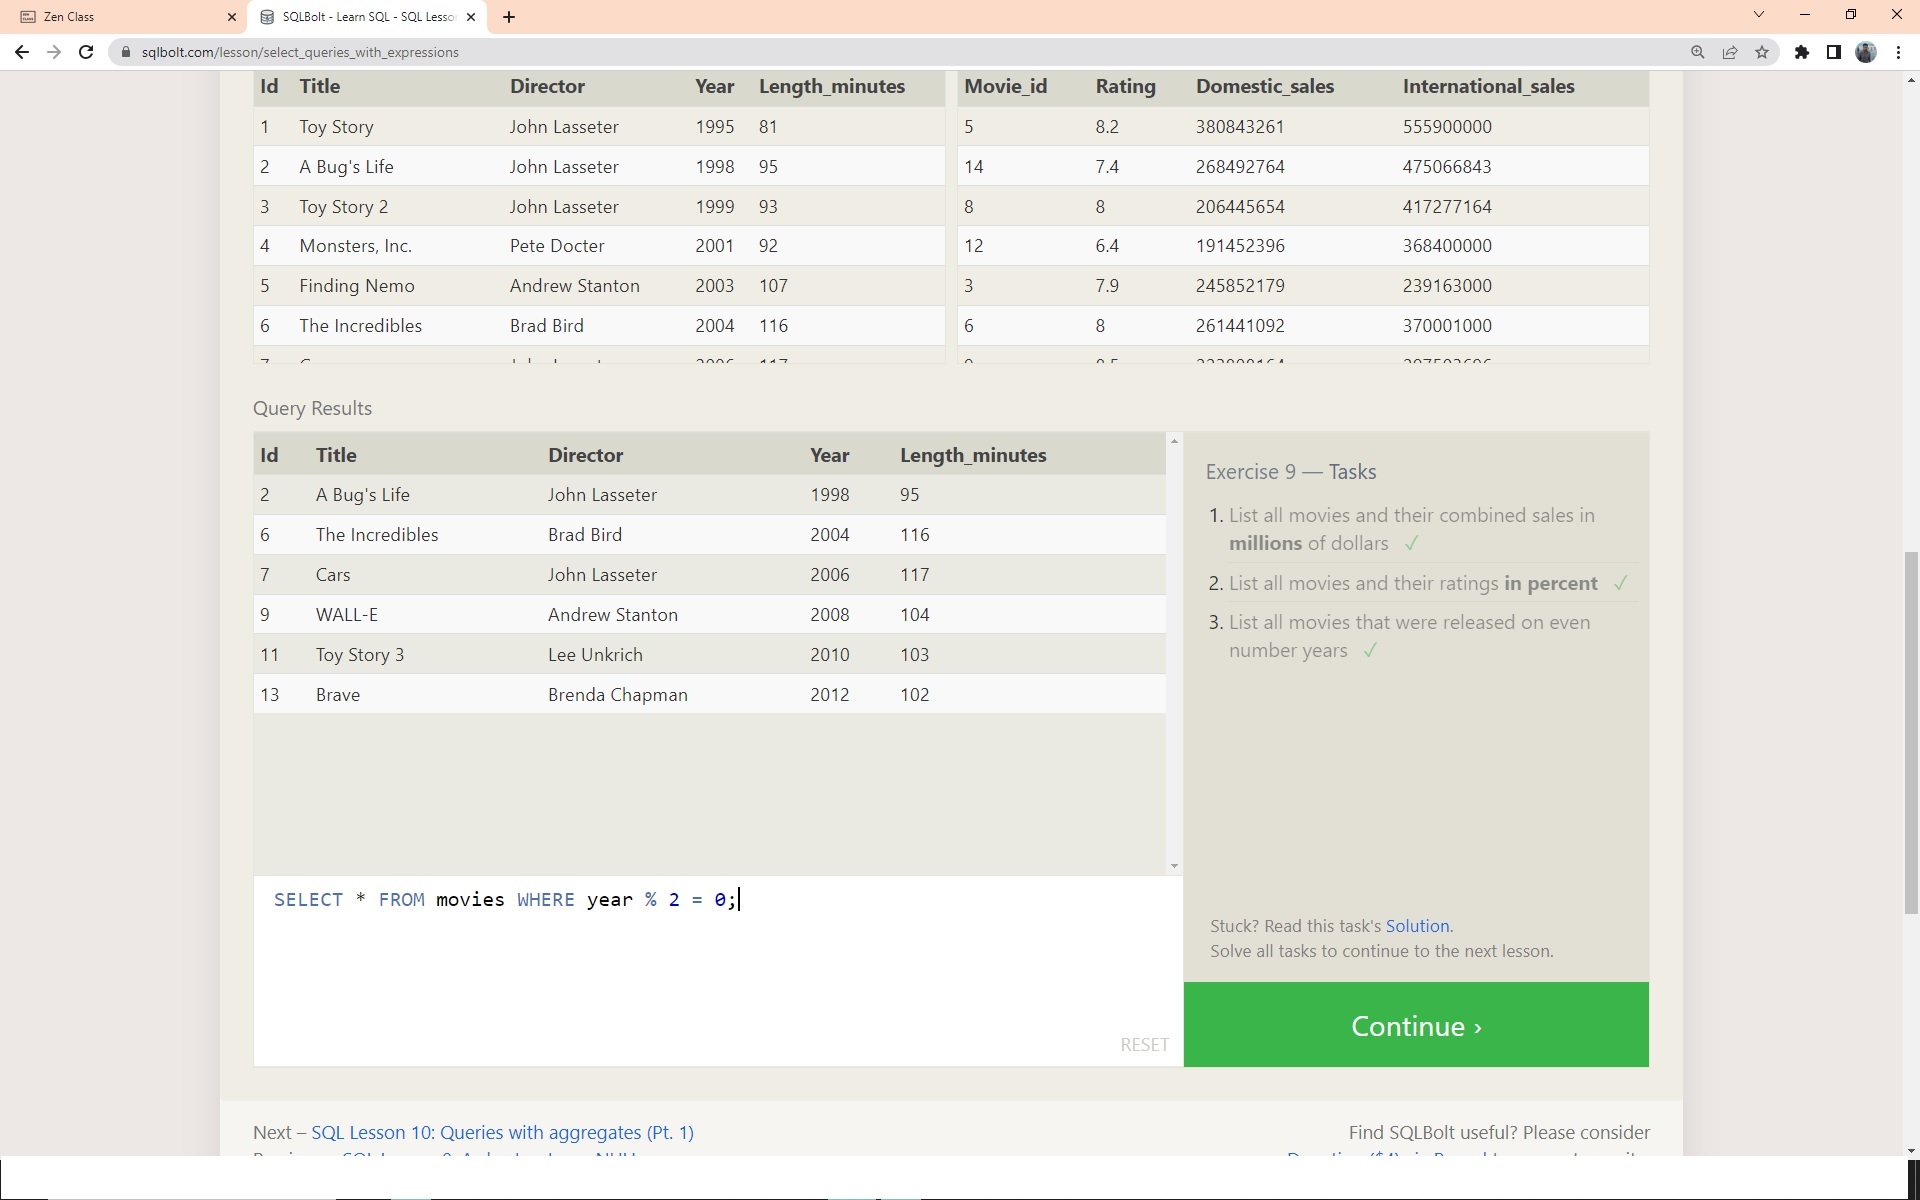 Zen Class
SQLBolt - Learn SQL - SQL Lesso
sqlbolt.com/lesson/select_queries_with_expressions
Id Title Director Year Length_minutes
1 Toy Story John Lasseter 1995 81
2 A Bug's Life John Lasseter 1998 95
3 Toy Story 2 John Lasseter 1999 93
4 Monsters, Inc. Pete Docter 2001 92
5 Finding Nemo Andrew Stanton 2003 107
6 The Incredibles Brad Bird 2004 116
Movie_id Rating Domestic_sales International_sales
5 8.2 380843261 555900000
14 7.4 268492764 475066843
8 8 206445654 417277164
12 6.4 191452396 368400000
3 7.9 245852179 239163000
6 8 261441092 370001000
Query Results
Id Title Director Year Length_minutes
2 A Bug's Life John Lasseter 1998 95
6 The Incredibles Brad Bird 2004 116
7 Cars John Lasseter 2006 117
9 WALL-E Andrew Stanton 2008 104
11 Toy Story 3 Lee Unkrich 2010 103
13 Brave Brenda Chapman 2012 102
SELECT * FROM movies WHERE year % 2 = 0;
RESET
Exercise 9 — Tasks
1. List all movies and their combined sales in
millions of dollars ✓
2. List all movies and their ratings in percent ✓
3. List all movies that were released on even
number years ✓
Stuck? Read this task's Solution.
Solve all tasks to continue to the next lesson.
Continue ›
Next – SQL Lesson 10: Queries with aggregates (Pt. 1)
Find SQLBolt useful? Please consider